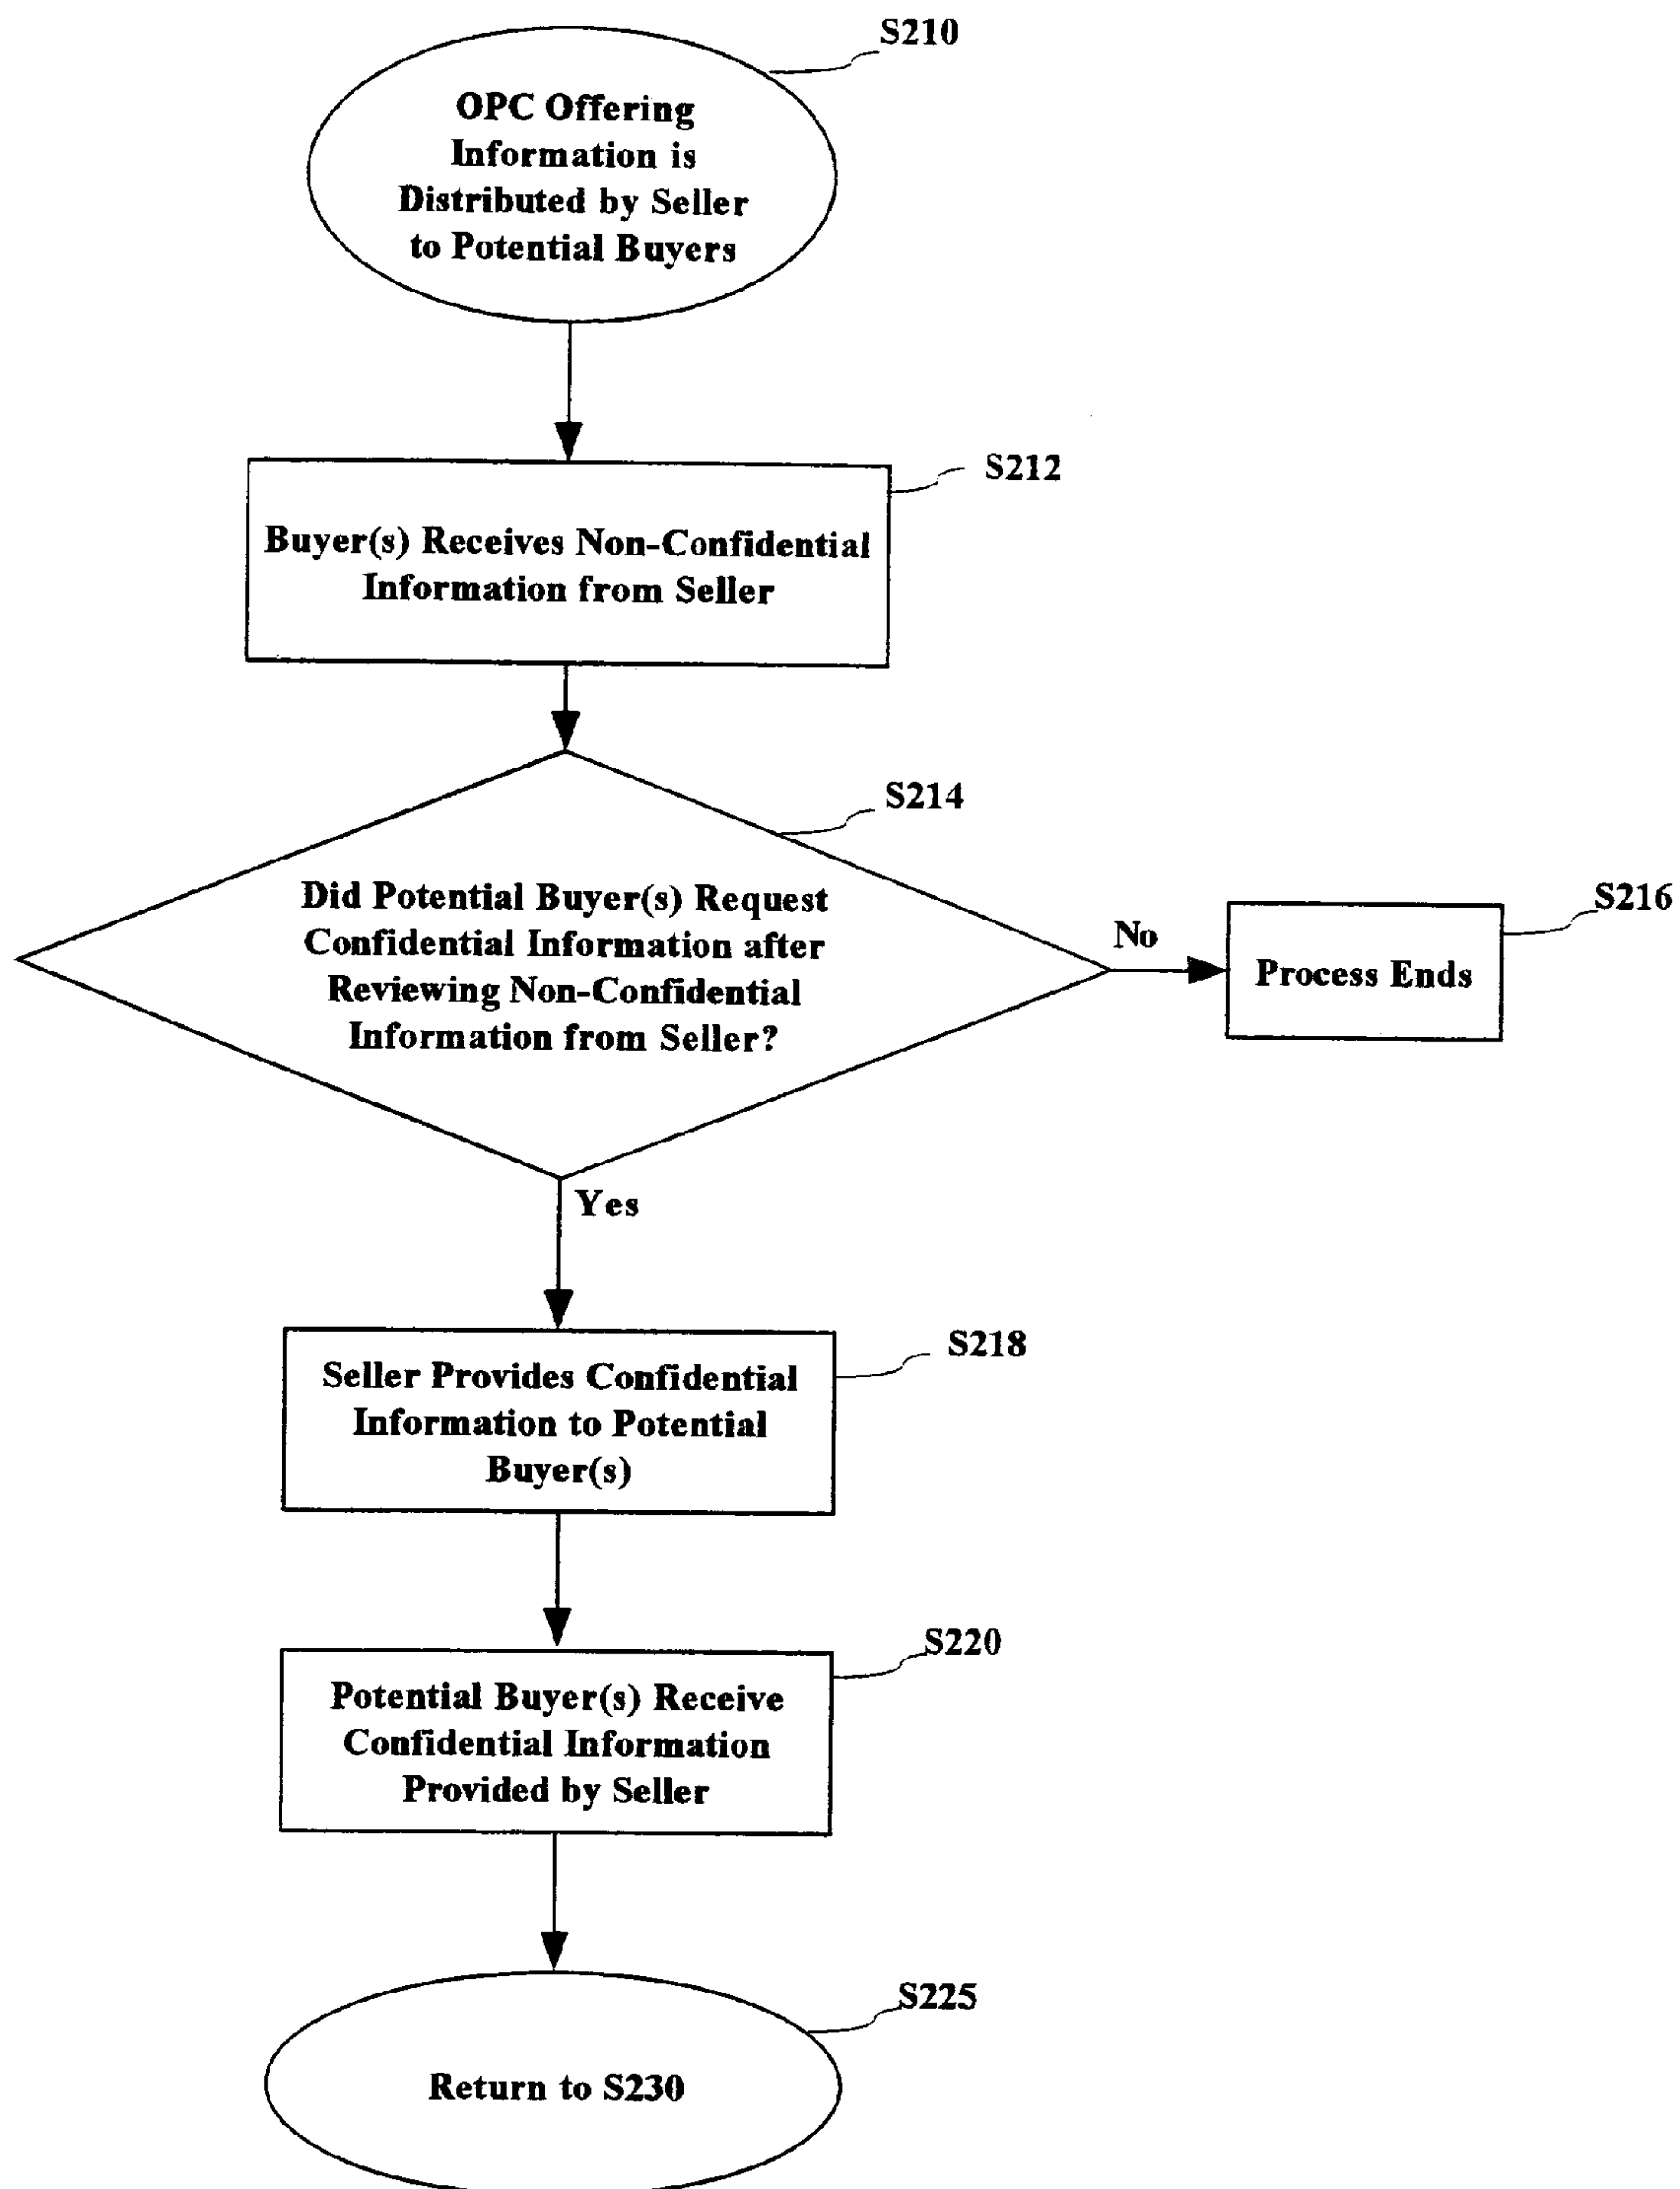 S210
OPC Offering
Information is
Distributed by Seller
to Potential Buyers
S212
Buyer(s) Receives Non-Confidential
Information from Seller
S214
Did Potential Buyer(s) Request
Confidential Information after
Reviewing Non-Confidential
Information from Seller?
No
S216
Process Ends
Yes
S218
Seller Provides Confidential
Information to Potential
Buyer(s)
S220
Potential Buyer(s) Receive
Confidential Information
Provided by Seller
S225
Return to S230